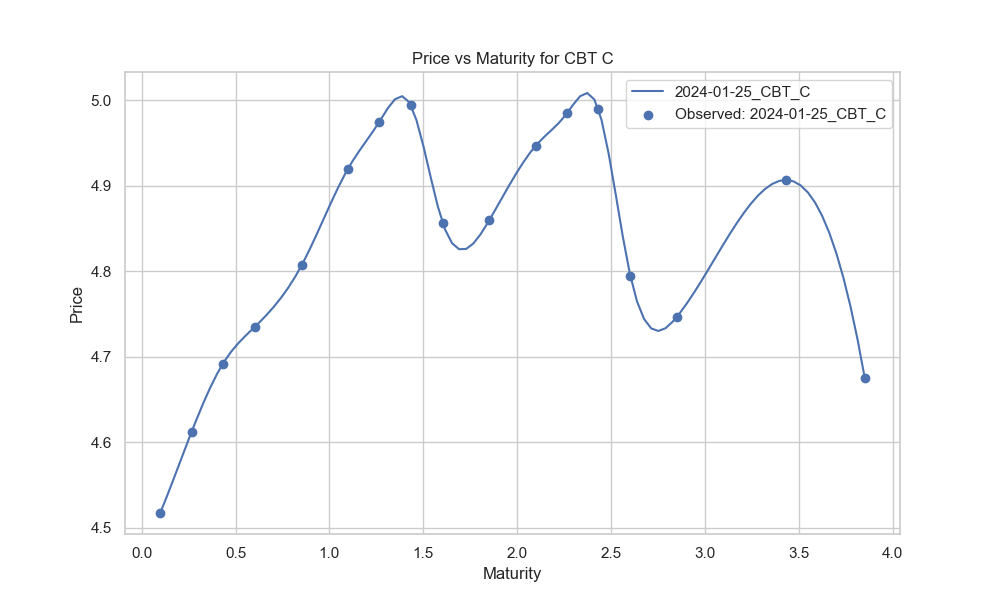 Price vs Maturity for CBT C
2024-01-25_CBT_C
Observed: 2024-01-25_CBT_C
Price
5.0
4.9
4.8
4.7
4.6
4.5
0.0 0.5 1.0 1.5 2.0 2.5 3.0 3.5 4.0
Maturity